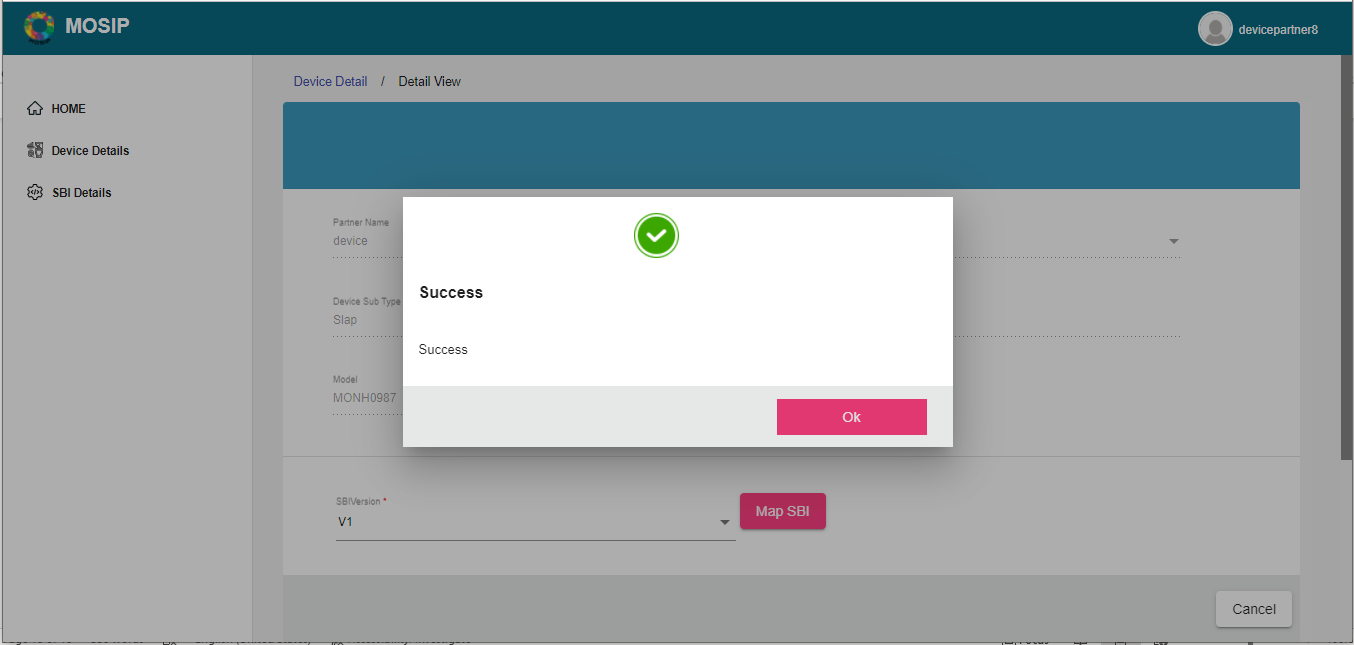 MOSIP
devicepartner8
Device Detail / Detail View
HOME
Device Details
SBI Details
Partner Name
device
Device Sub Type
Slap
Model
MONH0987
Success
Success
Ok
SBIVersion *
V1
Map SBI
Cancel